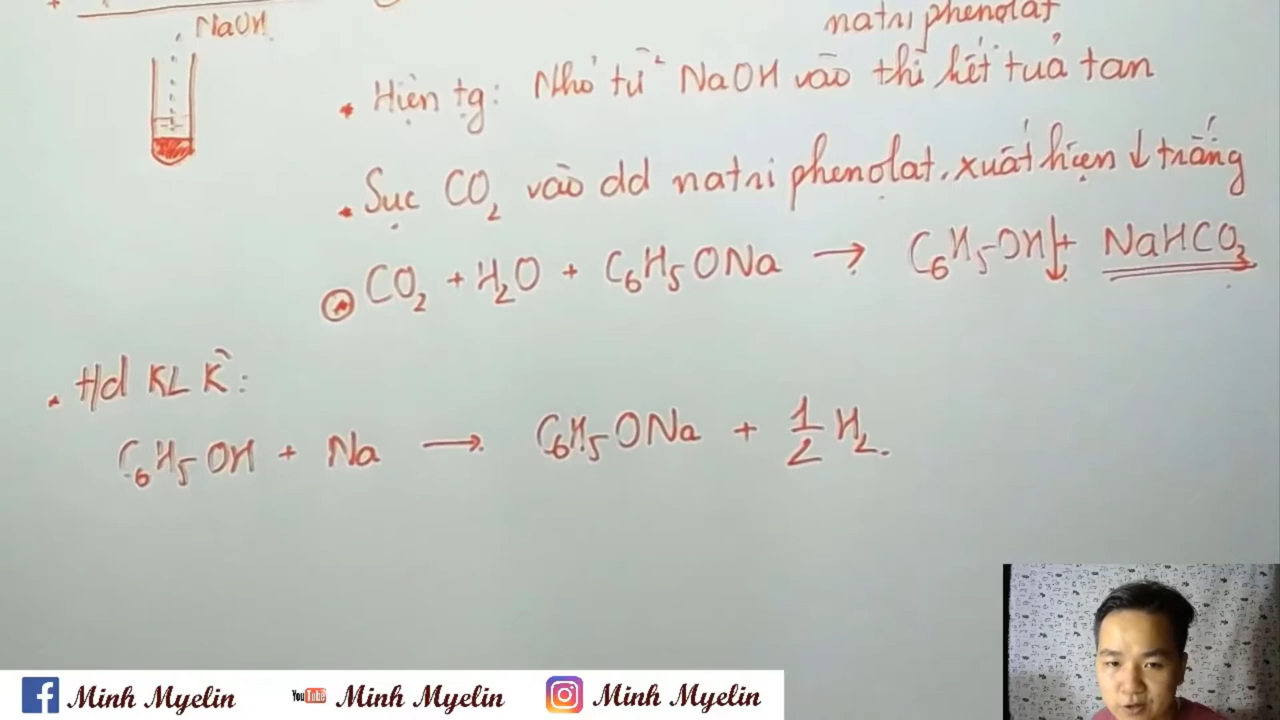 NaOH
natri phenolat
• Hiện tg: Nhỏ từ² NaOH vào thì kết tủa tan
• Sục CO₂ vào dd natri phenolat, xuất hiện ↓ trắng
* CO₂ + H₂O + C₆H₅ONa → C₆H₅OH↓ + NaHCO₃
• t/d KLK:
C₆H₅OH + Na → C₆H₅ONa + 1/2 H₂.
Minh Myelin
YouTube Minh Myelin
Minh Myelin